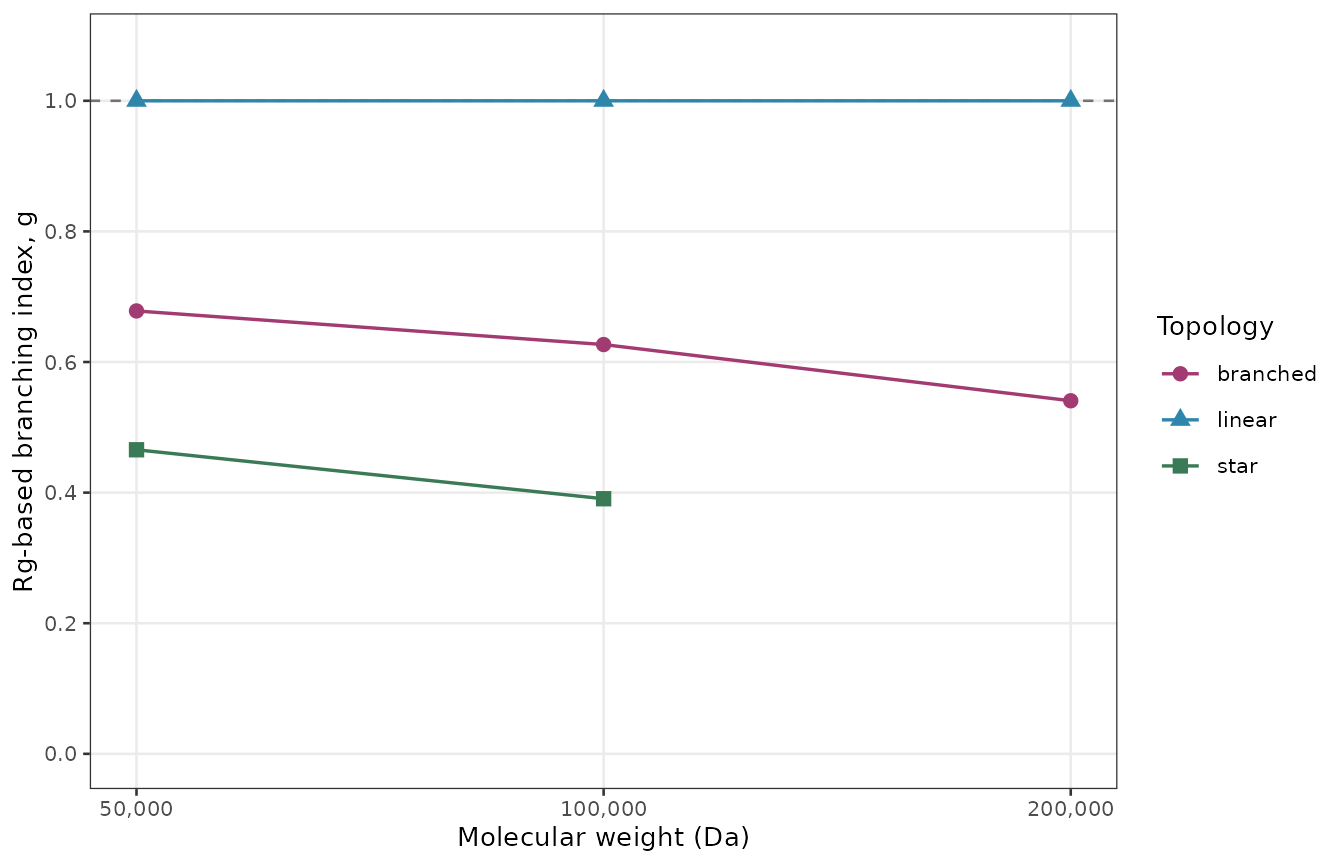 Rg-based branching index, g
1.0
0.8
0.6
0.4
0.2
0.0
50,000
100,000
200,000
Molecular weight (Da)
Topology
branched
linear
star